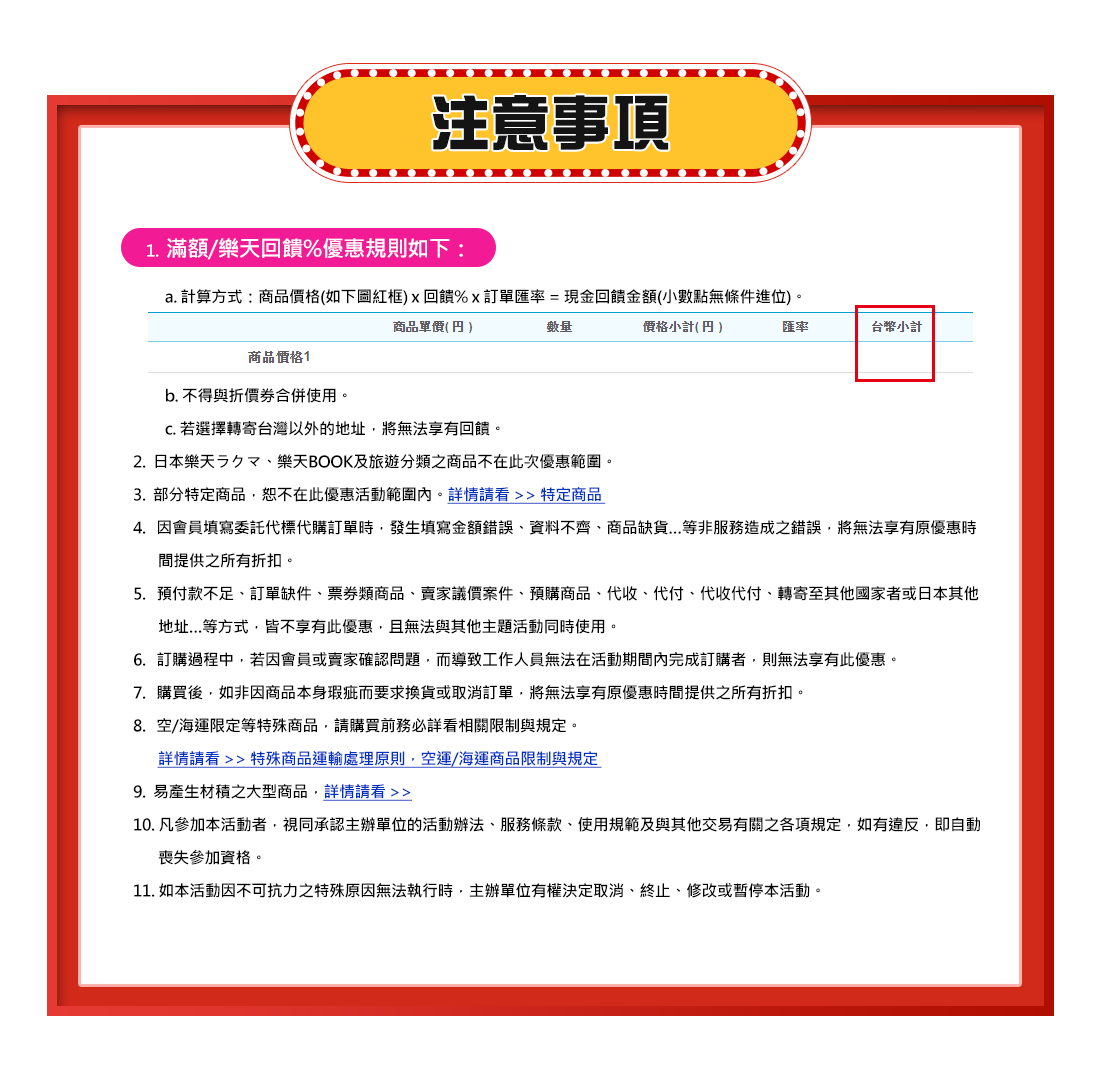 注意事項
1. 滿額/樂天回饋%優惠規則如下：
a. 計算方式：商品價格(如下圖紅框) x 回饋% x 訂單匯率 = 現金回饋金額(小數點無條件進位)。
商品單價(円) 數量 價格小計(円) 匯率 台幣小計
商品價格1
b. 不得與折價券合併使用。
c. 若選擇轉寄台灣以外的地址，將無法享有回饋。
2. 日本樂天ラクマ、樂天BOOK及旅遊分類之商品不在此次優惠範圍。
3. 部分特定商品，恕不在此優惠活動範圍內。詳情請看 >> 特定商品
4. 因會員填寫委託代標代購訂單時，發生填寫金額錯誤、資料不齊、商品缺貨...等非服務造成之錯誤，將無法享有原優惠時
間提供之所有折扣。
5. 預付款不足、訂單缺件、票券類商品、賣家議價案件、預購商品、代收、代付、代收代付、轉寄至其他國家者或日本其他
地址...等方式，皆不享有此優惠，且無法與其他主題活動同時使用。
6. 訂購過程中，若因會員或賣家確認問題，而導致工作人員無法在活動期間內完成訂購者，則無法享有此優惠。
7. 購買後，如非因商品本身瑕疵而要求換貨或取消訂單，將無法享有原優惠時間提供之所有折扣。
8. 空/海運限定等特殊商品，請購買前務必詳看相關限制與規定。
詳情請看 >> 特殊商品運輸處理原則，空運/海運商品限制與規定
9. 易產生材積之大型商品，詳情請看 >>
10. 凡參加本活動者，視同承認主辦單位的活動辦法、服務條款、使用規範及與其他交易有關之各項規定，如有違反，即自動
喪失參加資格。
11. 如本活動因不可抗力之特殊原因無法執行時，主辦單位有權決定取消、終止、修改或暫停本活動。